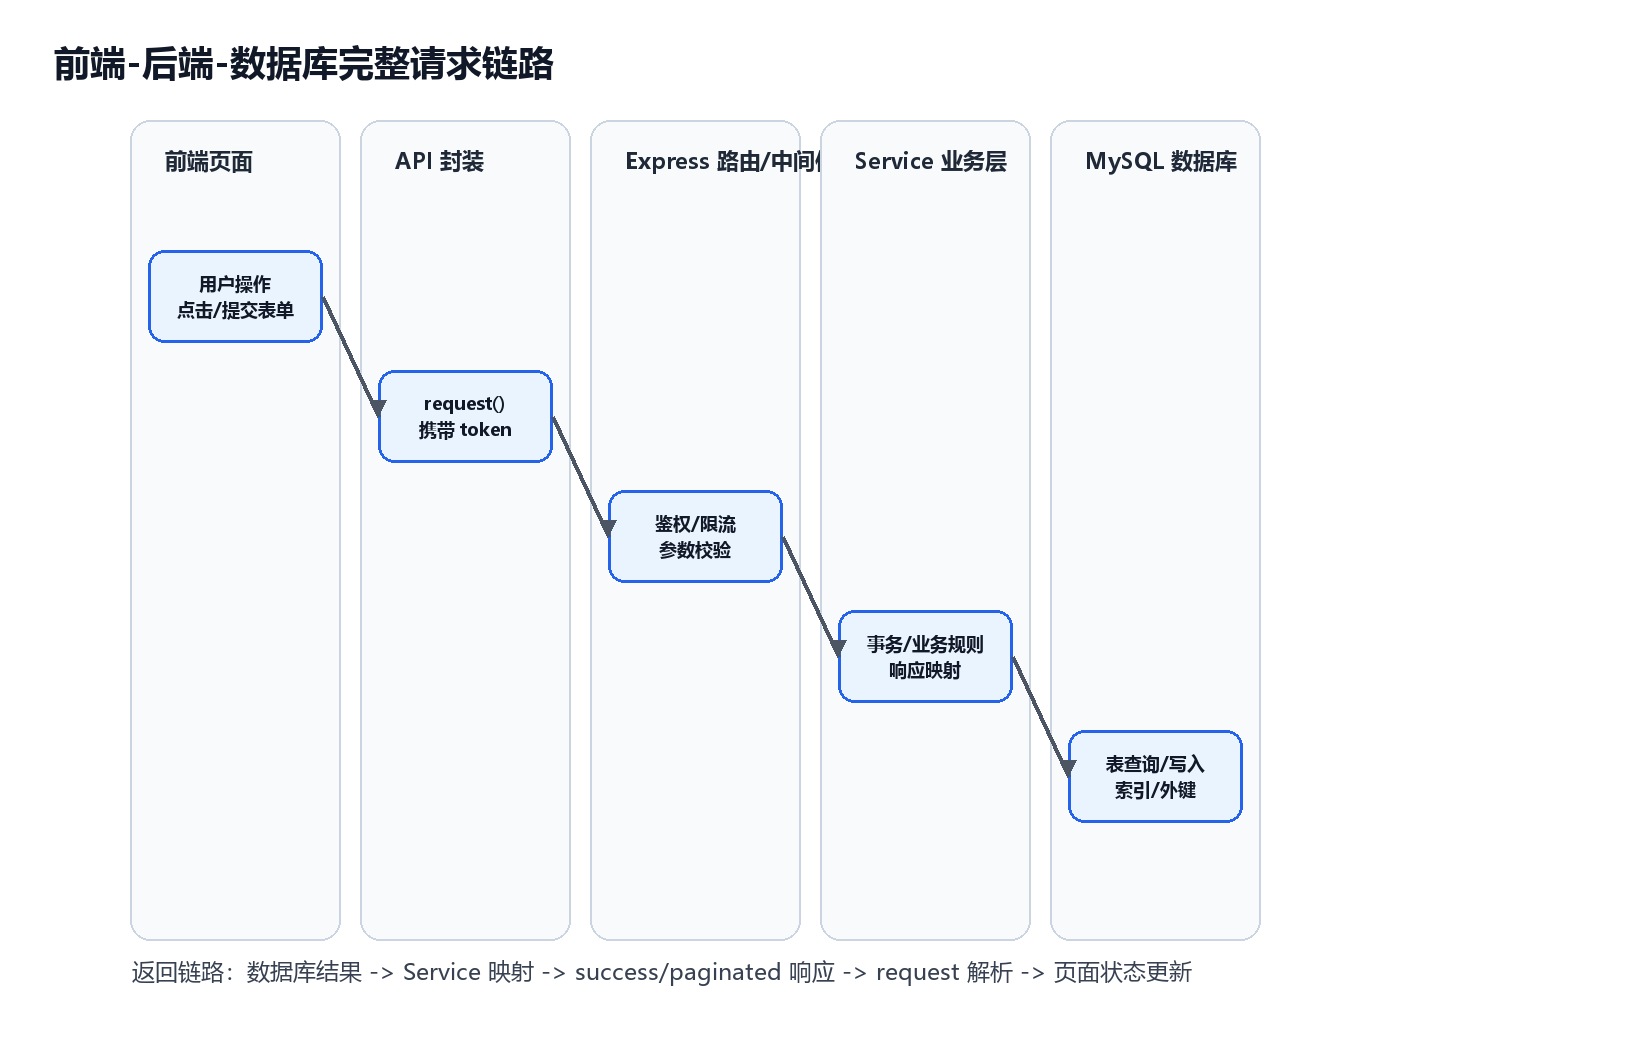 前端-后端-数据库完整请求链路
前端页面
API 封装
Express 路由/中间
Service 业务层
MySQL 数据库
用户操作
点击/提交表单
request()
携带 token
鉴权/限流
参数校验
事务/业务规则
响应映射
表查询/写入
索引/外键
返回链路：数据库结果 -> Service 映射 -> success/paginated 响应 -> request 解析 -> 页面状态更新